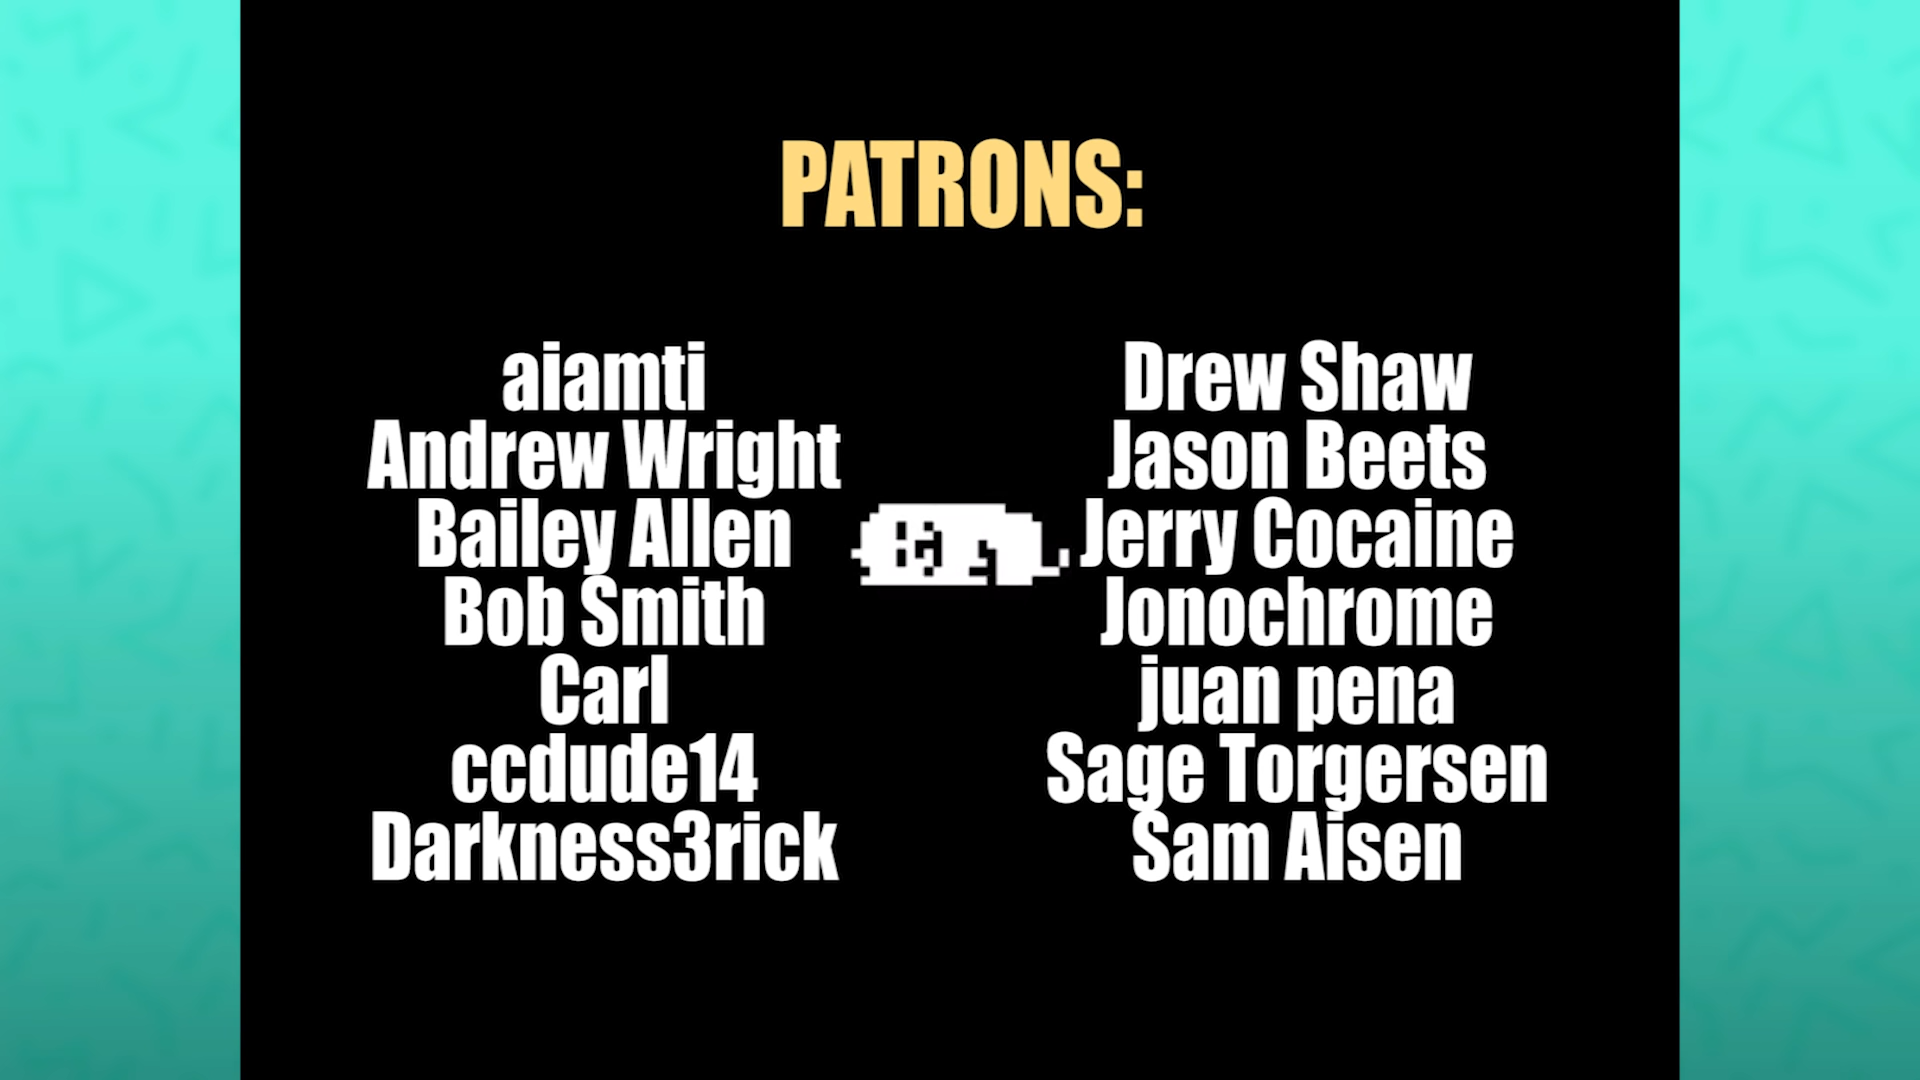 PATRONS:
aiamti
Andrew Wright
Bailey Allen
Bob Smith
Carl
ccdude14
Darkness3rick
Drew Shaw
Jason Beets
Jerry Cocaine
Jonochrome
juan pena
Sage Torgersen
Sam Aisen